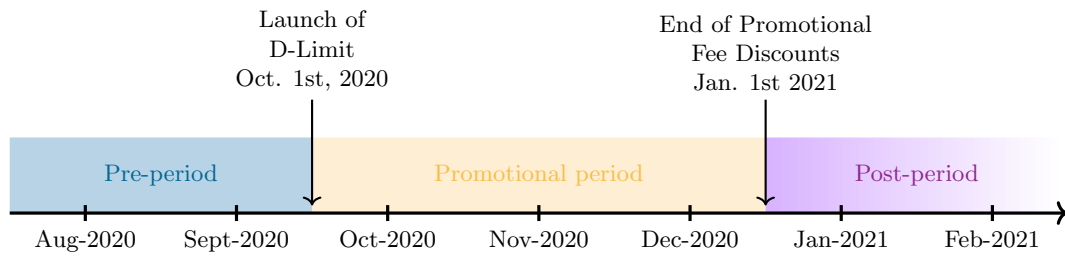 Launch of
D-Limit
Oct. 1st, 2020
End of Promotional
Fee Discounts
Jan. 1st 2021
Pre-period
Promotional period
Post-period
Aug-2020
Sept-2020
Oct-2020
Nov-2020
Dec-2020
Jan-2021
Feb-2021